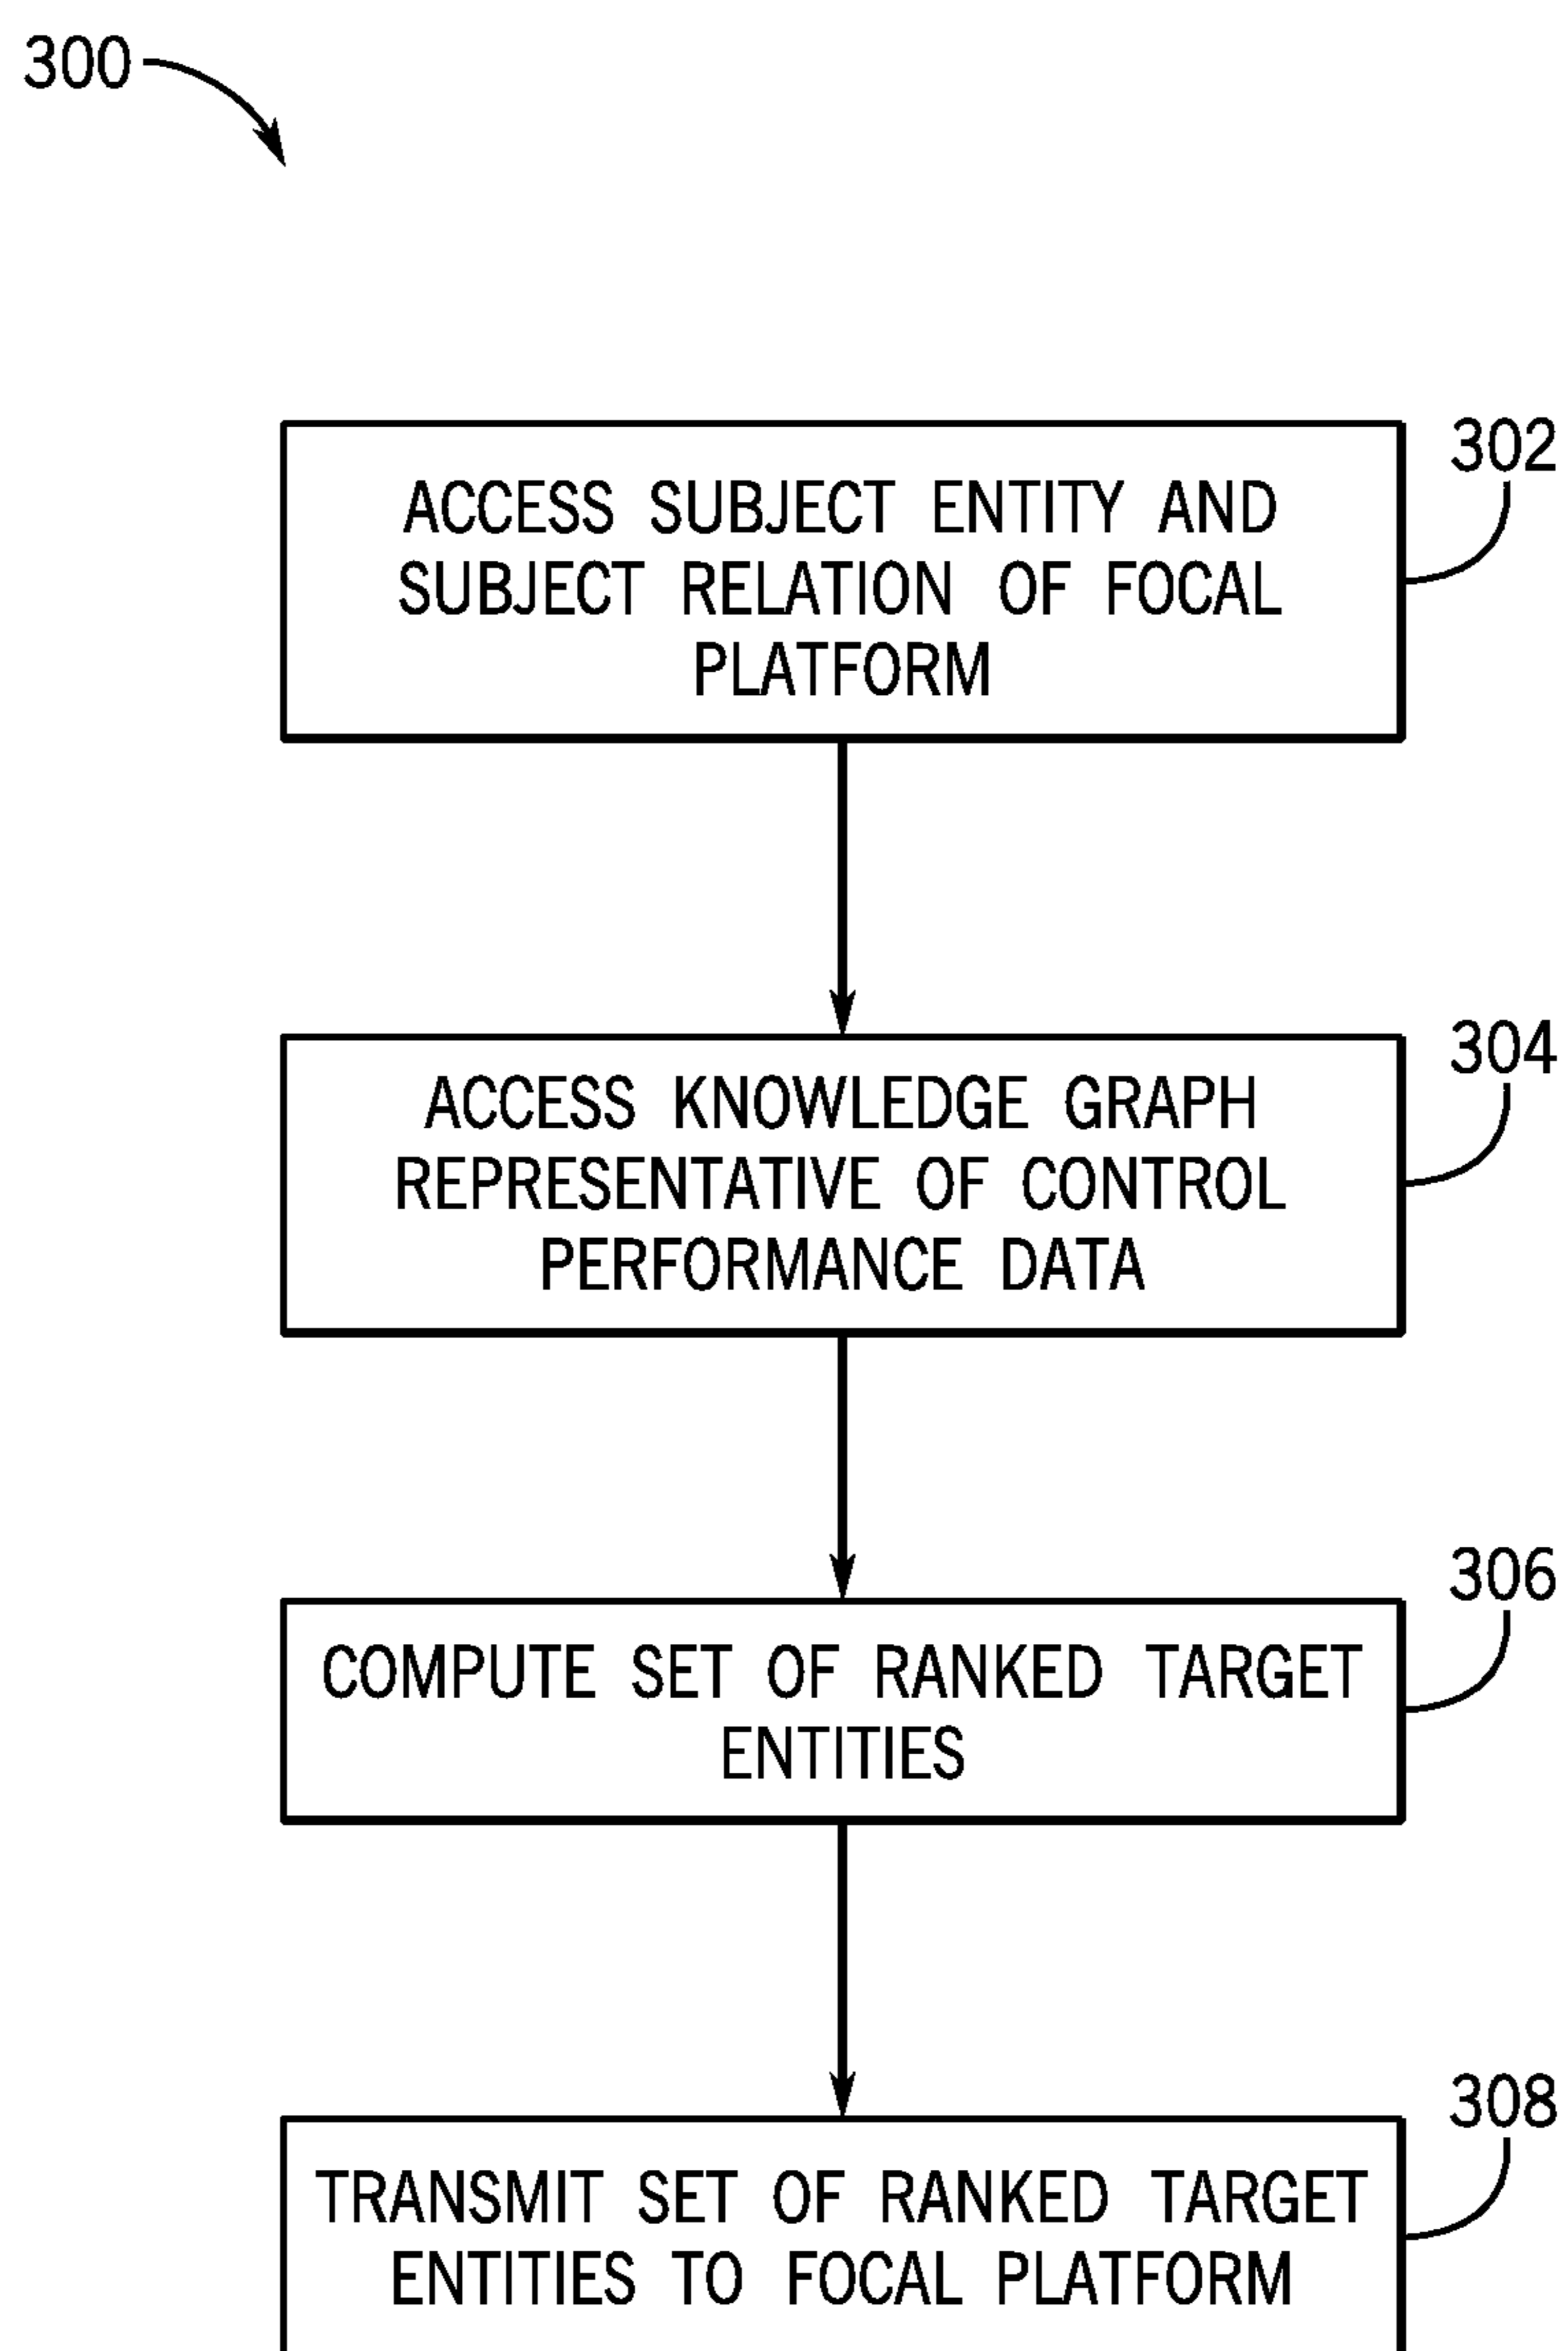 300
302
ACCESS SUBJECT ENTITY AND
SUBJECT RELATION OF FOCAL
PLATFORM
304
ACCESS KNOWLEDGE GRAPH
REPRESENTATIVE OF CONTROL
PERFORMANCE DATA
306
COMPUTE SET OF RANKED TARGET
ENTITIES
308
TRANSMIT SET OF RANKED TARGET
ENTITIES TO FOCAL PLATFORM